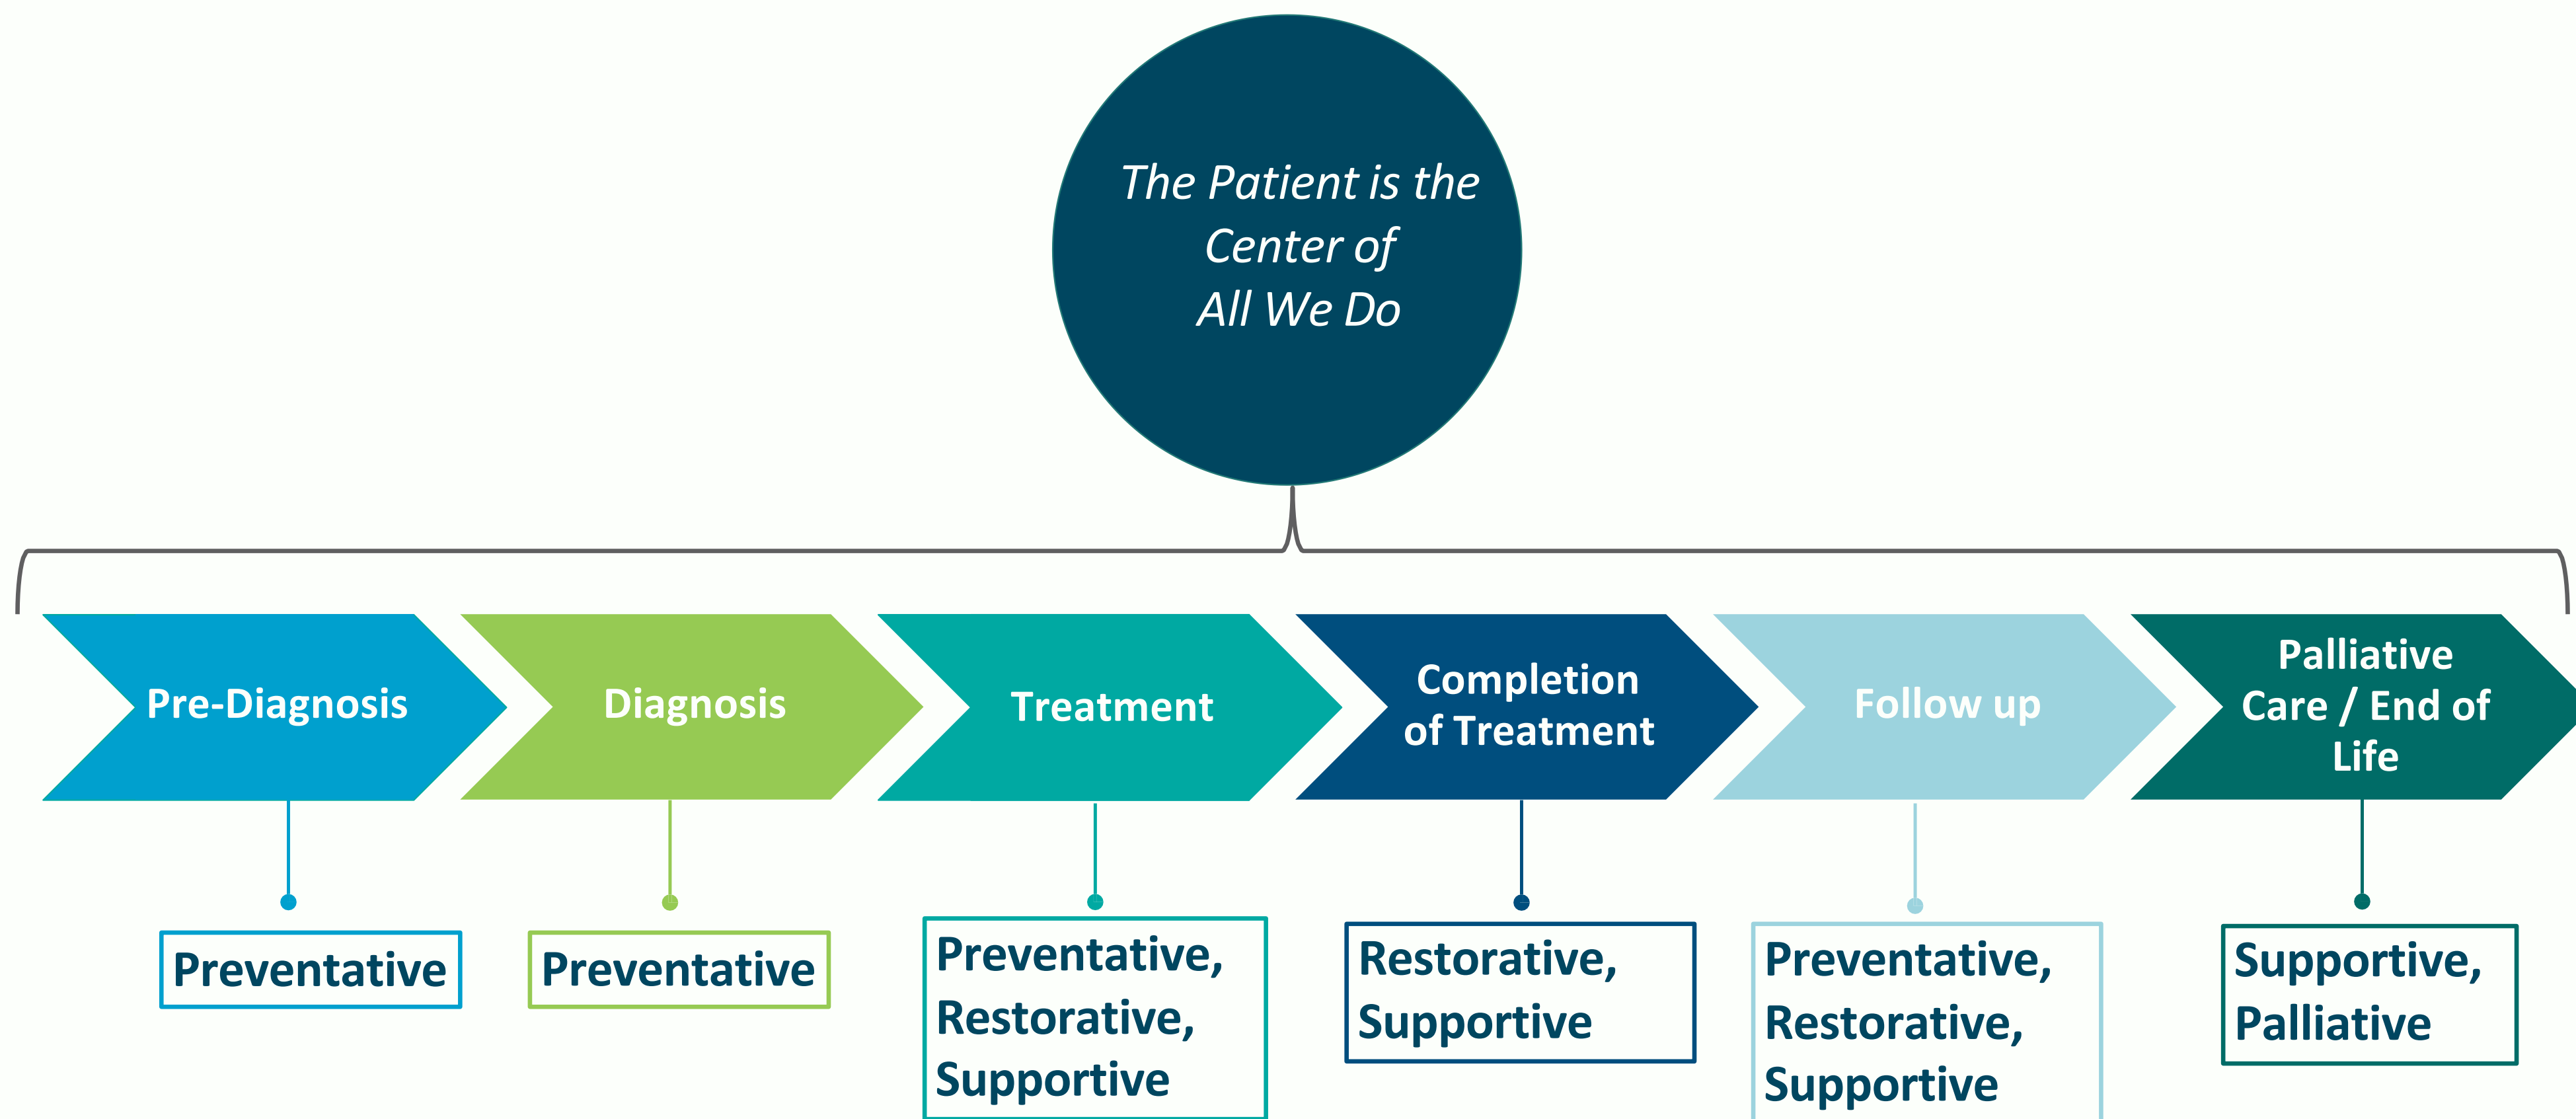 The Patient is the
Center of
All We Do
Pre-Diagnosis
Diagnosis
Treatment
Completion
of Treatment
Follow up
Palliative
Care / End of
Life
Preventative
Preventative
Preventative,
Restorative,
Supportive
Restorative,
Supportive
Preventative,
Restorative,
Supportive
Supportive,
Palliative